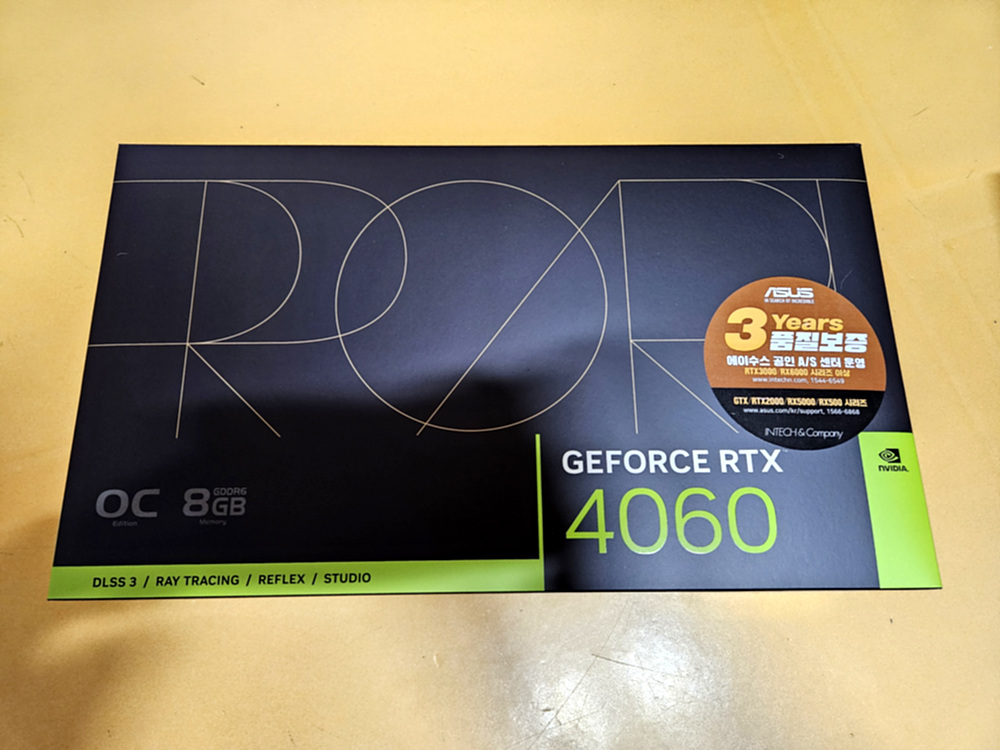 ASUS
IN SEARCH OF INCREDIBLE
3 Years
품질보증
에이수스 공인 A/S 센터 운영
RTX3000/RX6000 시리즈 이상
www.intechn.com, 1544-6549
GTX/RTX2000/RX5000/RX500 시리즈
www.asus.com/kr/support, 1566-6868
INTECH & Company
GEFORCE RTX™
4060
NVIDIA.
OC
Edition
8GB
GDDR6
Memory
DLSS 3 / RAY TRACING / REFLEX / STUDIO